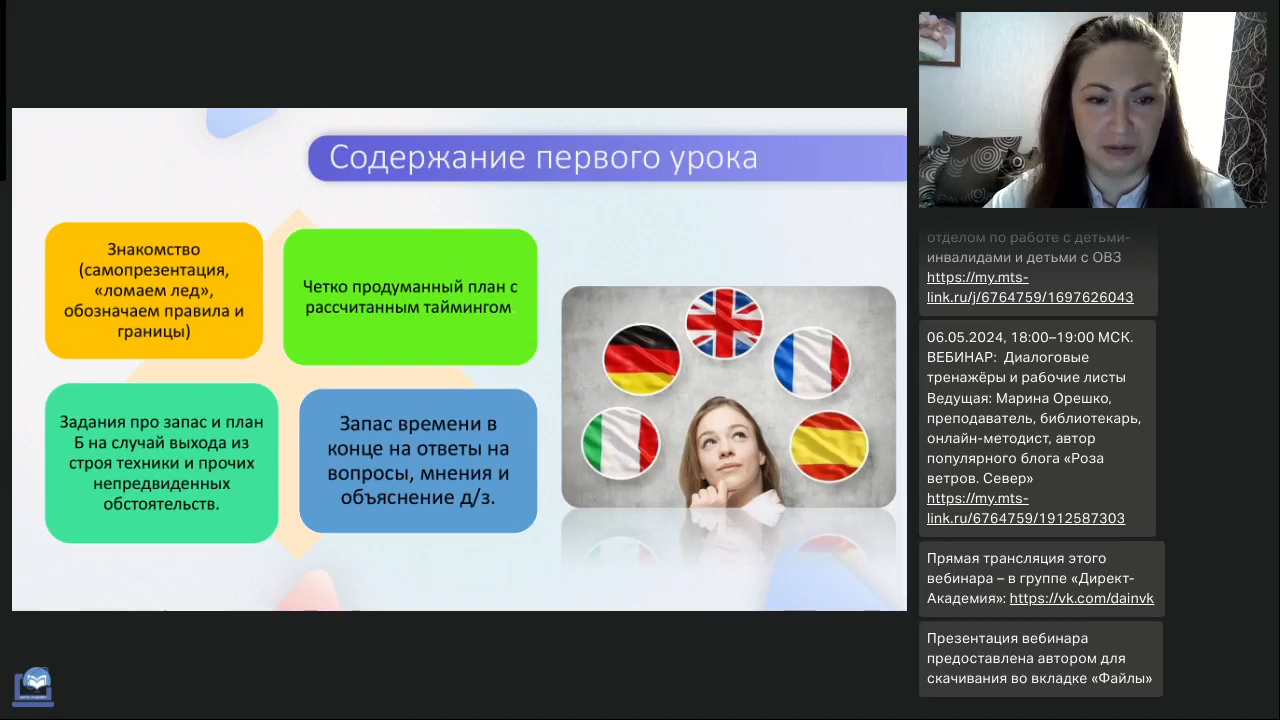 Содержание первого урока
Знакомство
(самопрезентация,
«ломаем лед»,
обозначаем правила и
границы)
Четко продуманный план с
рассчитанным таймингом.
Задания про запас и план
Б на случай выхода из
строя техники и прочих
непредвиденных
обстоятельств.
Запас времени в
конце на ответы на
вопросы, мнения и
объяснение д/з.
отделом по работе с детьми-
инвалидами и детьми с ОВЗ
https://my.mts-
link.ru/j/6764759/1697626043
06.05.2024, 18:00–19:00 МСК.
ВЕБИНАР: Диалоговые
тренажёры и рабочие листы
Ведущая: Марина Орешко,
преподаватель, библиотекарь,
онлайн-методист, автор
популярного блога «Роза
ветров. Север»
https://my.mts-
link.ru/6764759/1912587303
Прямая трансляция этого
вебинара – в группе «Директ-
Академия»: https://vk.com/dainvk
Презентация вебинара
предоставлена автором для
скачивания во вкладке «Файлы»